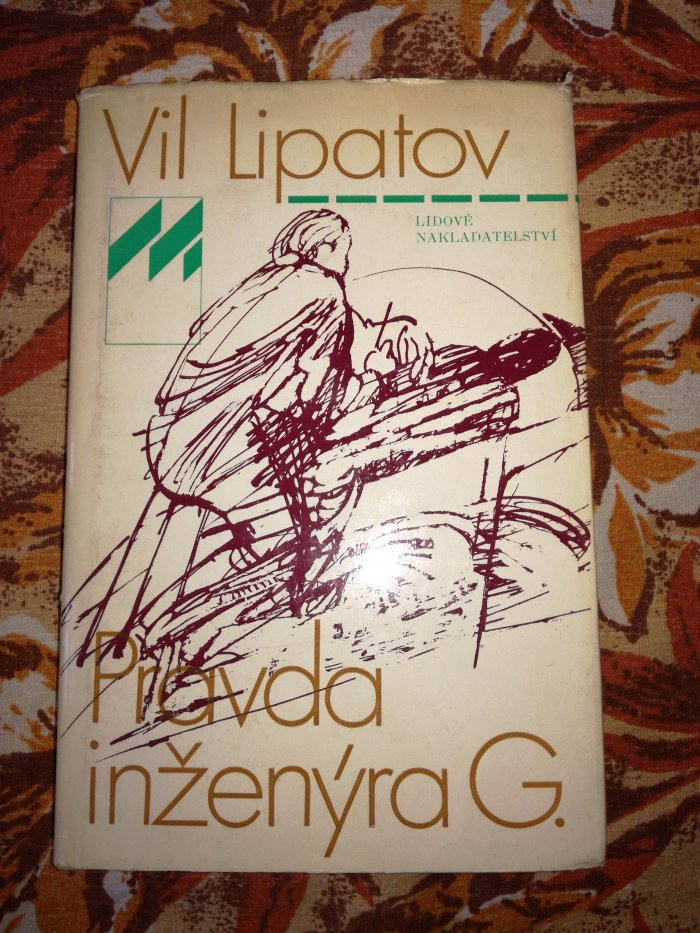 Vil Lipatov
LIDOVÉ
NAKLADATELSTVÍ
Pravda
inženýra G.